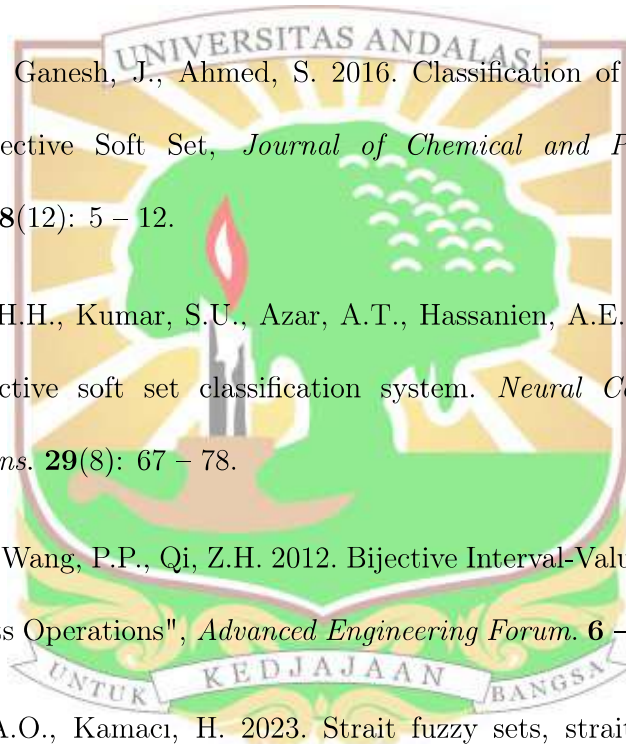 UNIVERSITAS ANDALAS
Ganesh, J., Ahmed, S. 2016. Classification of
ective Soft Set, Journal of Chemical and P
8(12): 5 – 12.
H.H., Kumar, S.U., Azar, A.T., Hassanien, A.E.
ctive soft set classification system. Neural Co
ns. 29(8): 67 – 78.
Wang, P.P., Qi, Z.H. 2012. Bijective Interval-Valu
s Operations", Advanced Engineering Forum. 6 –
UNTUK KEDJAJAAN BANGSA
A.O., Kamacı, H. 2023. Strait fuzzy sets, strait